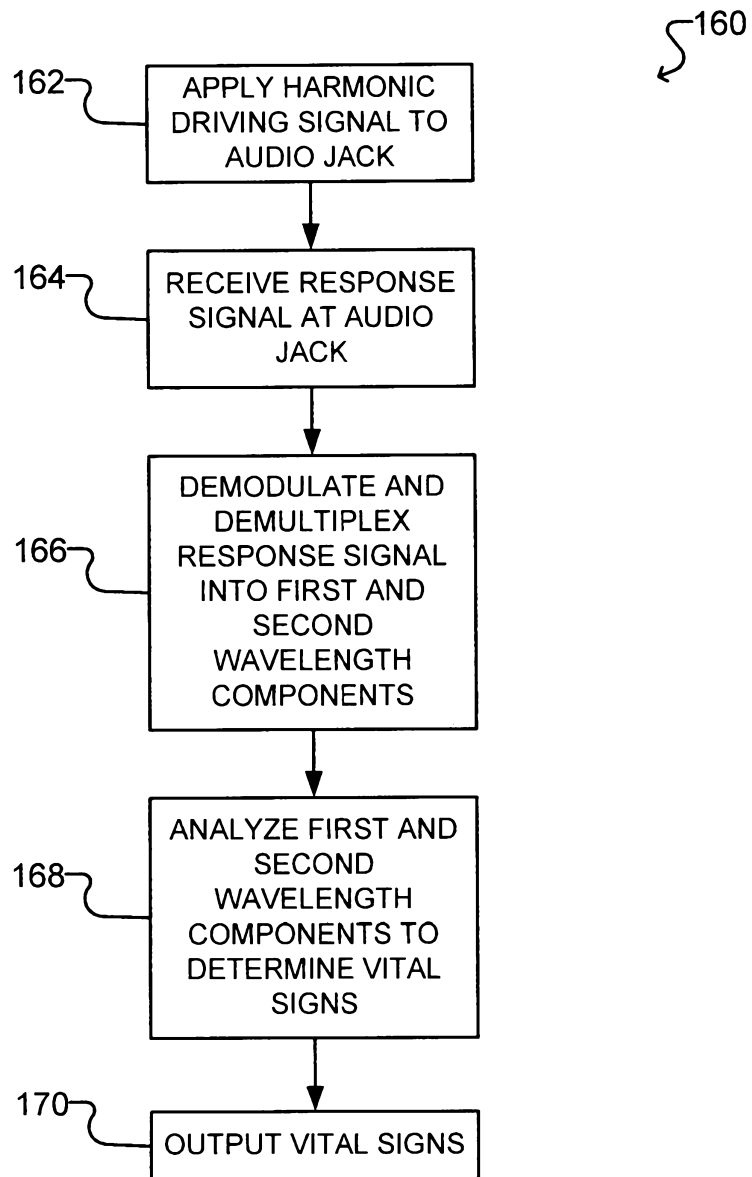 160
162
APPLY HARMONIC
DRIVING SIGNAL TO
AUDIO JACK
164
RECEIVE RESPONSE
SIGNAL AT AUDIO
JACK
166
DEMODULATE AND
DEMULTIPLEX
RESPONSE SIGNAL
INTO FIRST AND
SECOND
WAVELENGTH
COMPONENTS
168
ANALYZE FIRST AND
SECOND
WAVELENGTH
COMPONENTS TO
DETERMINE VITAL
SIGNS
170
OUTPUT VITAL SIGNS